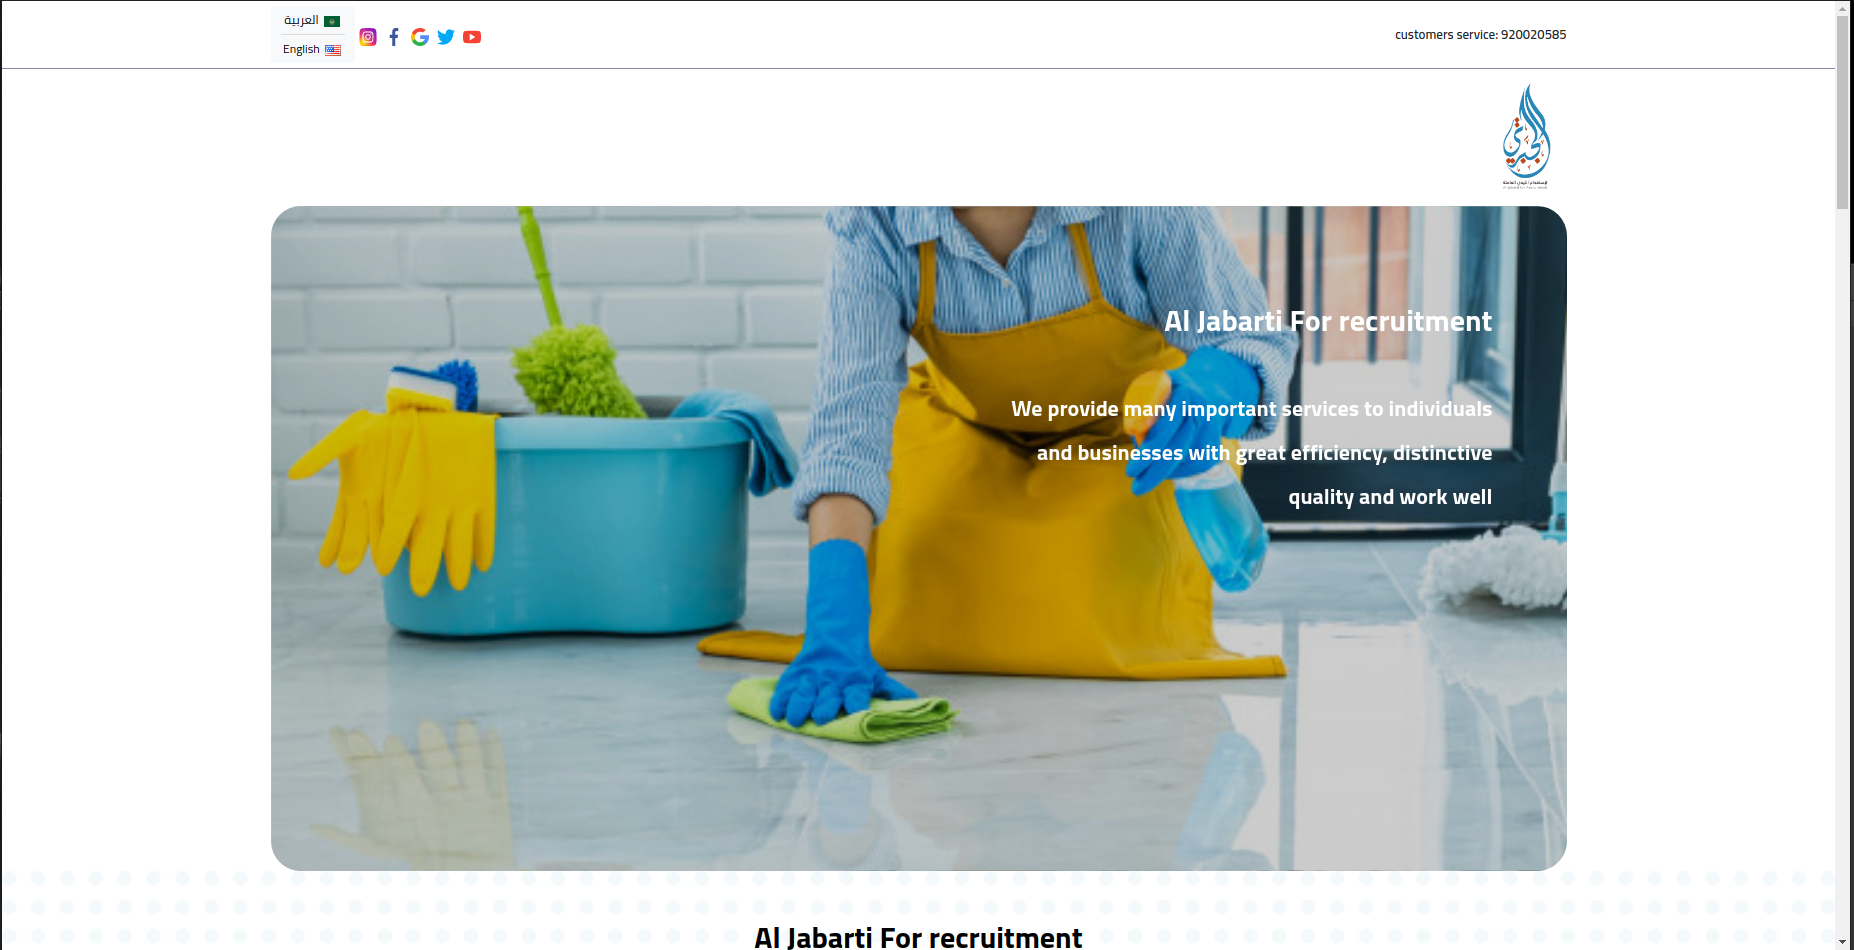 العربية
English
customers service: 920020585
الجبرتي
Al Jabarti For recruitment
We provide many important services to individuals
and businesses with great efficiency, distinctive
quality and work well
Al Jabarti For recruitment